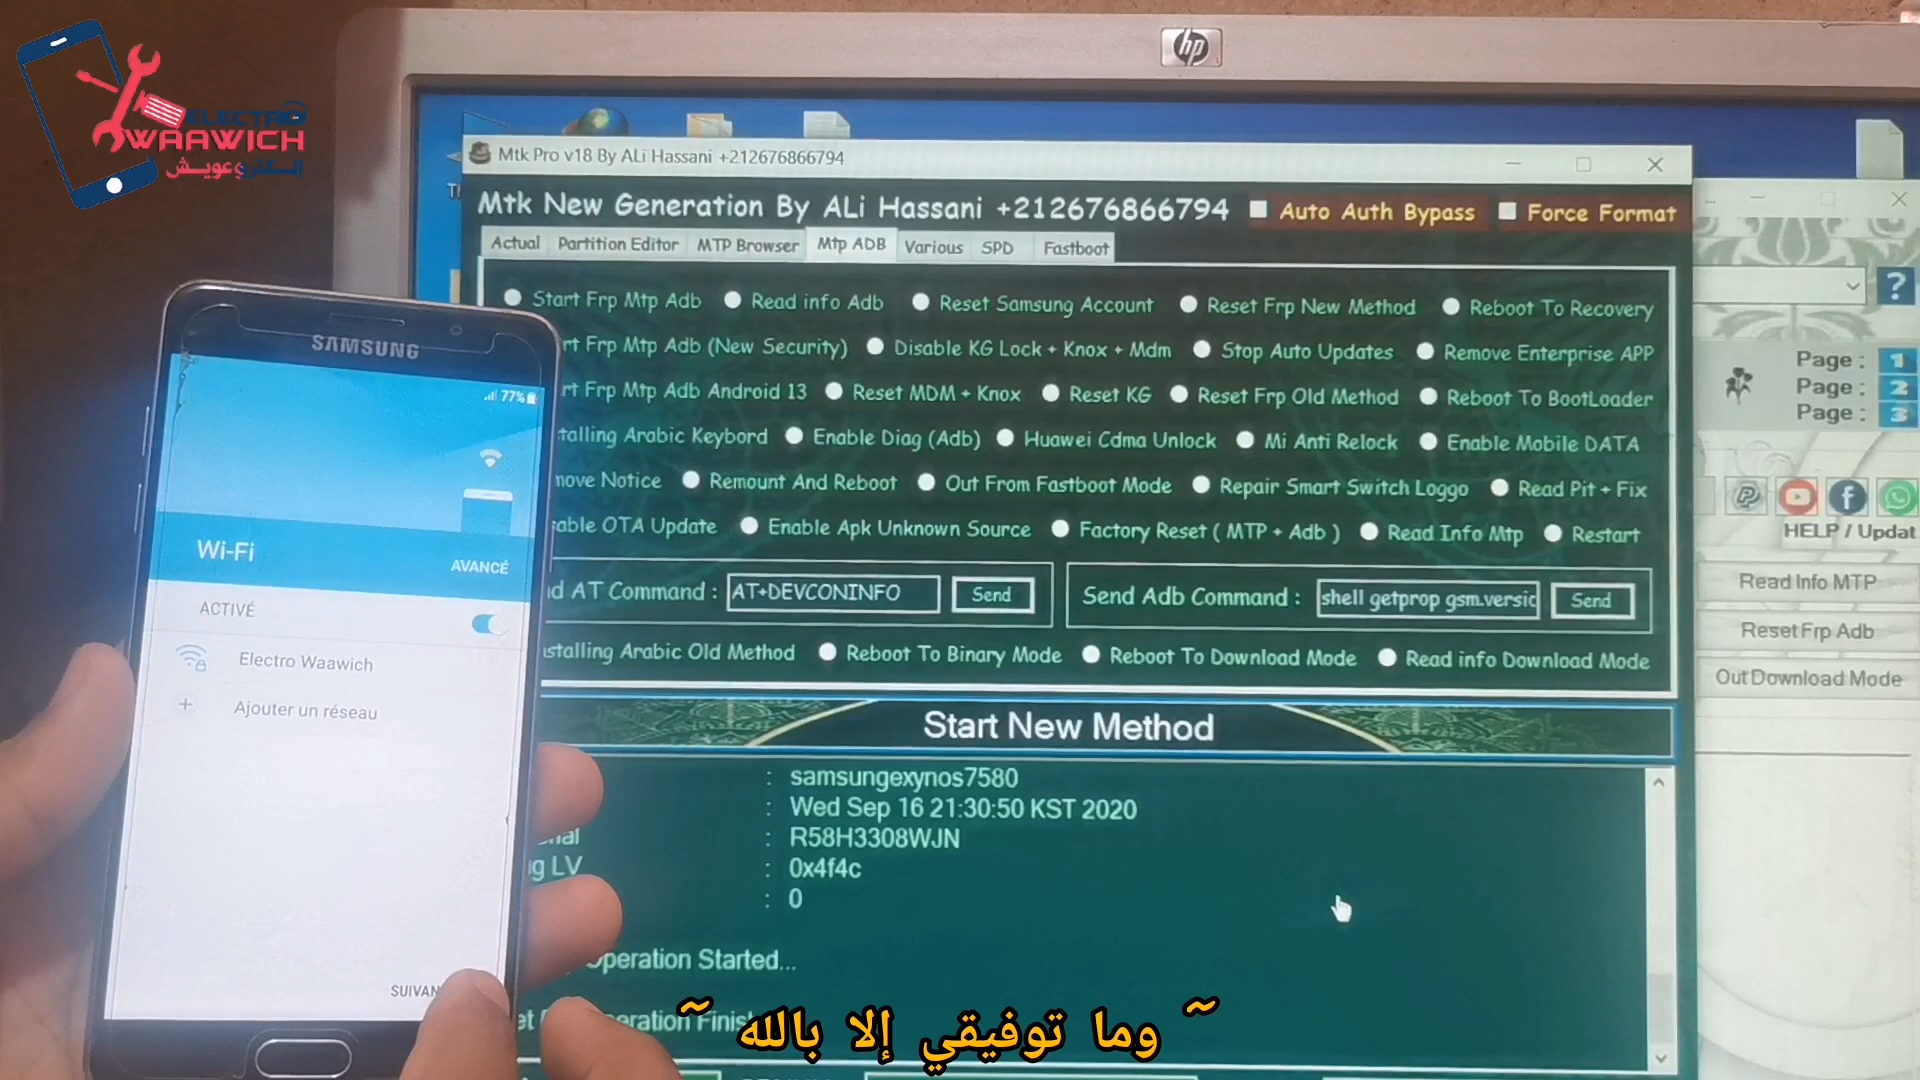 ELECTRO
WAAWICH
إلكتروعويش
hp
Mtk Pro v18 By ALi Hassani +212676866794
Mtk New Generation By ALi Hassani +212676866794
Auto Auth Bypass
Force Format
Actual Partition Editor MTP Browser Mtp ADB Various SPD Fastboot
Start Frp Mtp Adb Read info Adb Reset Samsung Account Reset Frp New Method Reboot To Recovery
Frp Mtp Adb (New Security) Disable KG Lock + Knox + Mdm Stop Auto Updates Remove Enterprise APP
Frp Mtp Adb Android 13 Reset MDM + Knox Reset KG Reset Frp Old Method Reboot To BootLoader
talling Arabic Keybord Enable Diag (Adb) Huawei Cdma Unlock Mi Anti Relock Enable Mobile DATA
move Notice Remount And Reboot Out From Fastboot Mode Repair Smart Switch Loggo Read Pit + Fix
able OTA Update Enable Apk Unknown Source Factory Reset ( MTP + Adb ) Read Info Mtp Restart
AT Command : AT+DEVCONINFO Send Send Adb Command : shell getprop gsm.versic Send
stalling Arabic Old Method Reboot To Binary Mode Reboot To Download Mode Read info Download Mode
Start New Method
: samsungexynos7580
: Wed Sep 16 21:30:50 KST 2020
: R58H3308WJN
LV : 0x4f4c
: 0
Operation Started...
eration Finis
SAMSUNG
77%
Wi-Fi
AVANCÉ
ACTIVÉ
Electro Waawich
+ Ajouter un réseau
SUIVAN
?
Page : 1
Page : 2
Page : 3
HELP / Updat
Read Info MTP
Reset Frp Adb
Out Download Mode
~ وما توفيقي إلا بالله ~